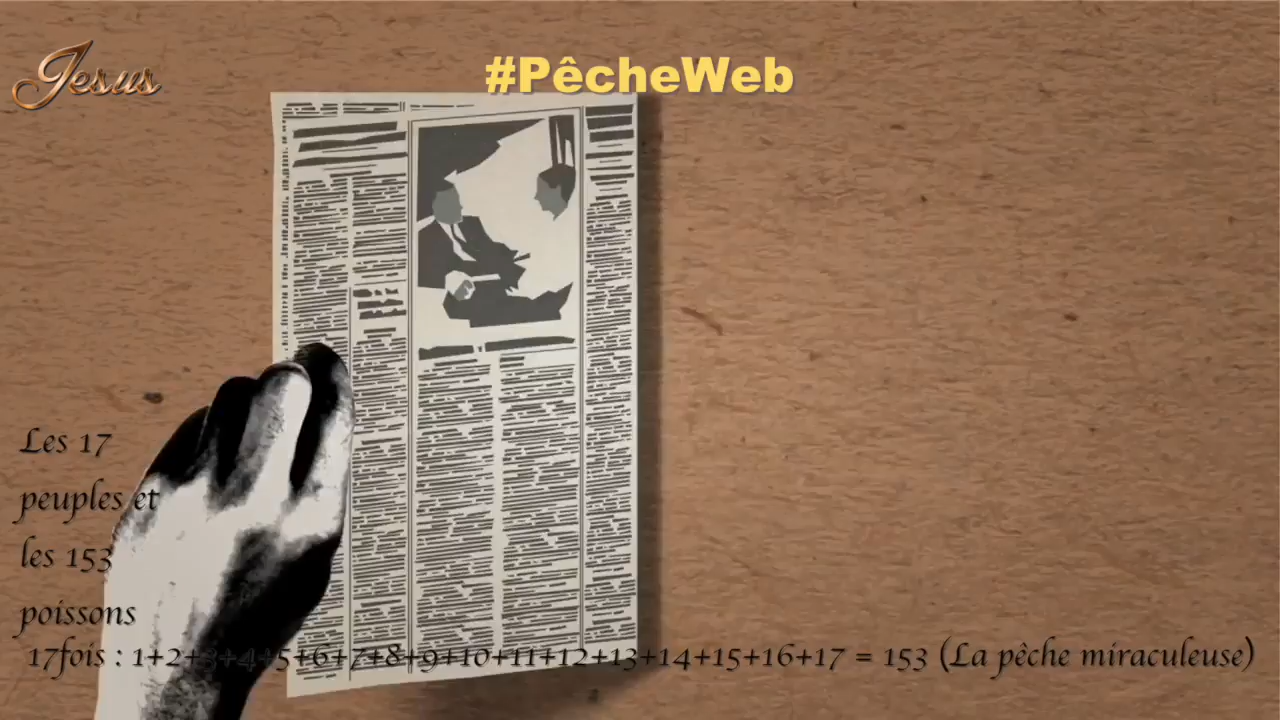 Jesus
#PêcheWeb
Les 17
peuples et
les 153
poissons
17fois : 1+2+3+4+5+6+7+8+9+10+11+12+13+14+15+16+17 = 153 (La pêche miraculeuse)